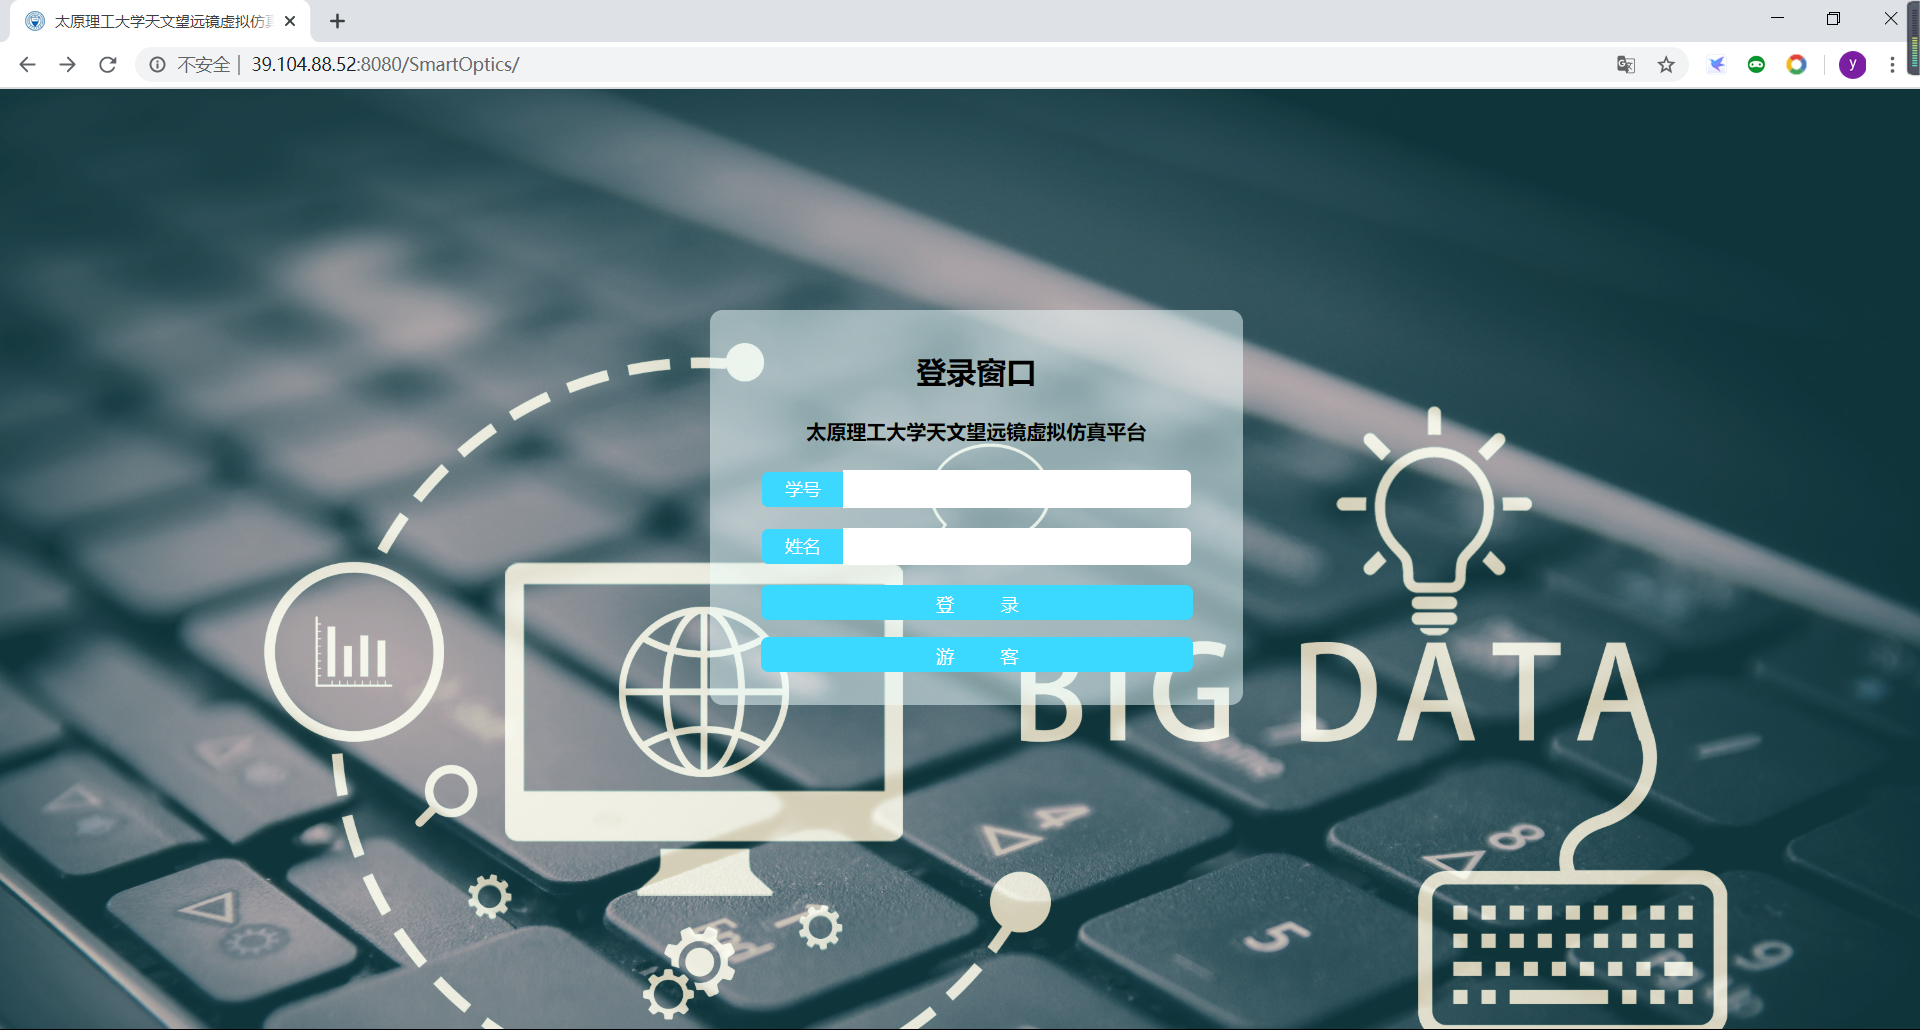 太原理工大学天文望远镜虚拟仿
不安全 | 39.104.88.52:8080/SmartOptics/
y
登录窗口
太原理工大学天文望远镜虚拟仿真平台
学号
姓名
登 录
游 客
BIG DATA
Home
4
8
End
5
9